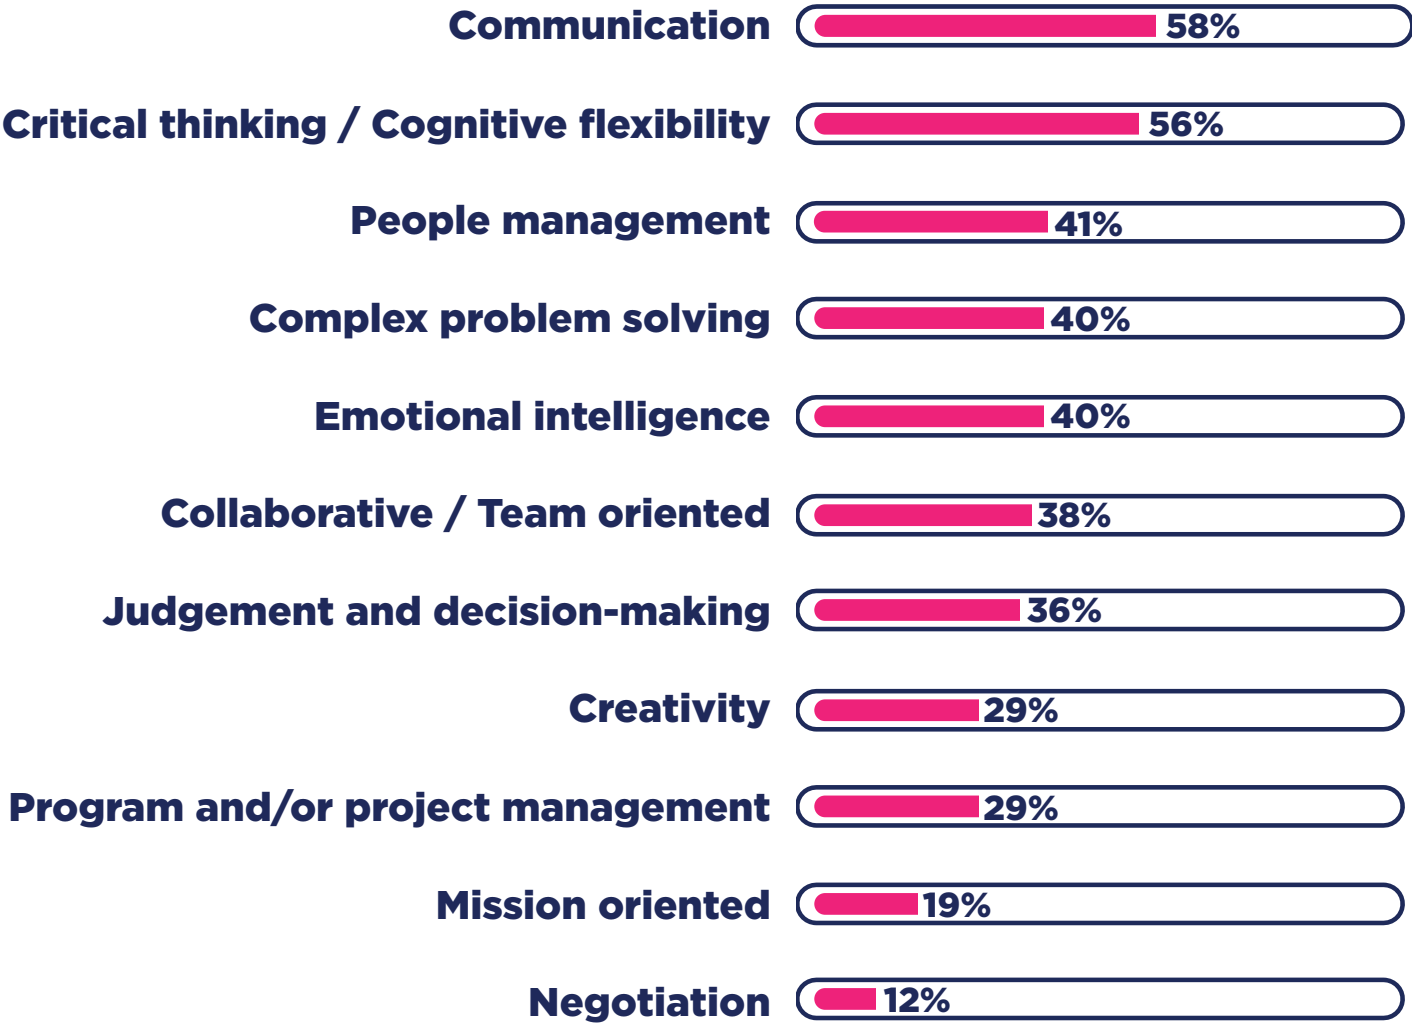 Communication 58%
Critical thinking / Cognitive flexibility 56%
People management 41%
Complex problem solving 40%
Emotional intelligence 40%
Collaborative / Team oriented 38%
Judgement and decision-making 36%
Creativity 29%
Program and/or project management 29%
Mission oriented 19%
Negotiation 12%